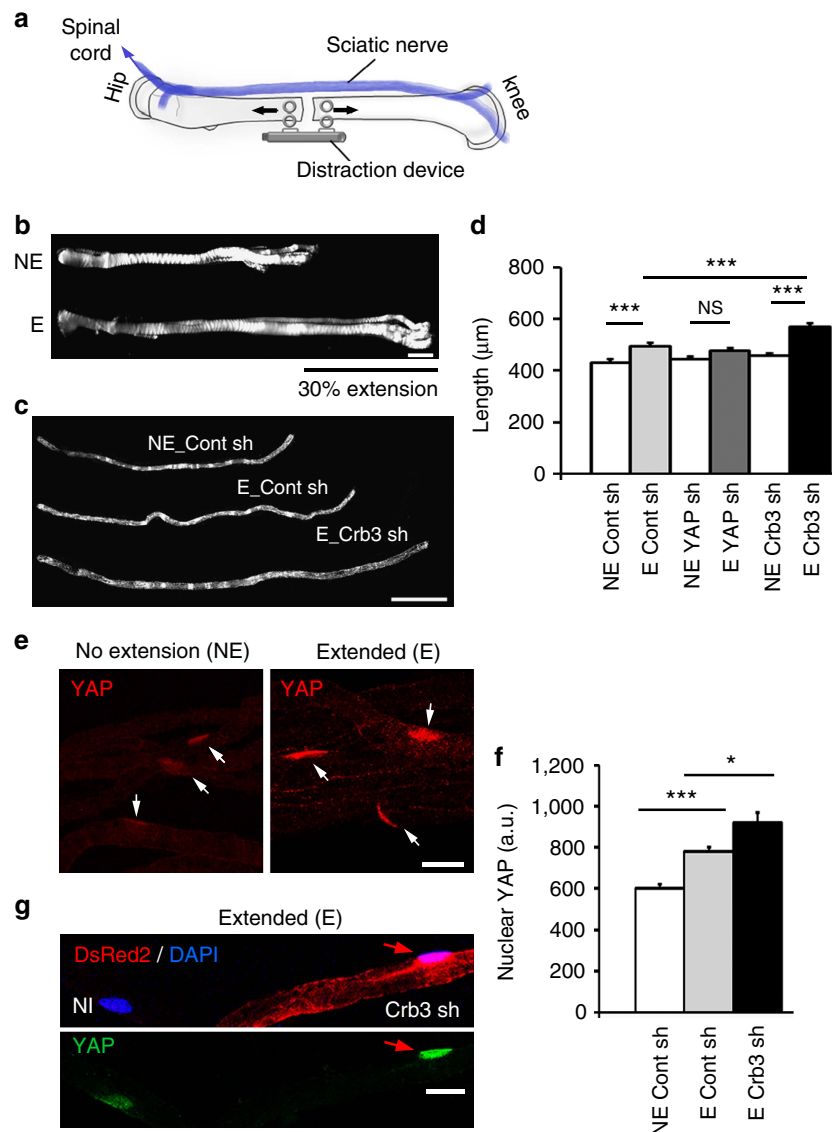 a
Spinal
cord
Hip
Sciatic nerve
knee
Distraction device
b
NE
E
30% extension
c
NE_Cont sh
E_Cont sh
E_Crb3 sh
d
Length (μm)
800
600
400
200
0
***
***
NS
***
NE Cont sh
E Cont sh
NE YAP sh
E YAP sh
NE Crb3 sh
E Crb3 sh
e
No extension (NE)
Extended (E)
YAP
YAP
f
Nuclear YAP (a.u.)
1,200
1,000
800
600
400
200
0
***
*
NE Cont sh
E Cont sh
E Crb3 sh
g
Extended (E)
DsRed2 / DAPI
NI
Crb3 sh
YAP